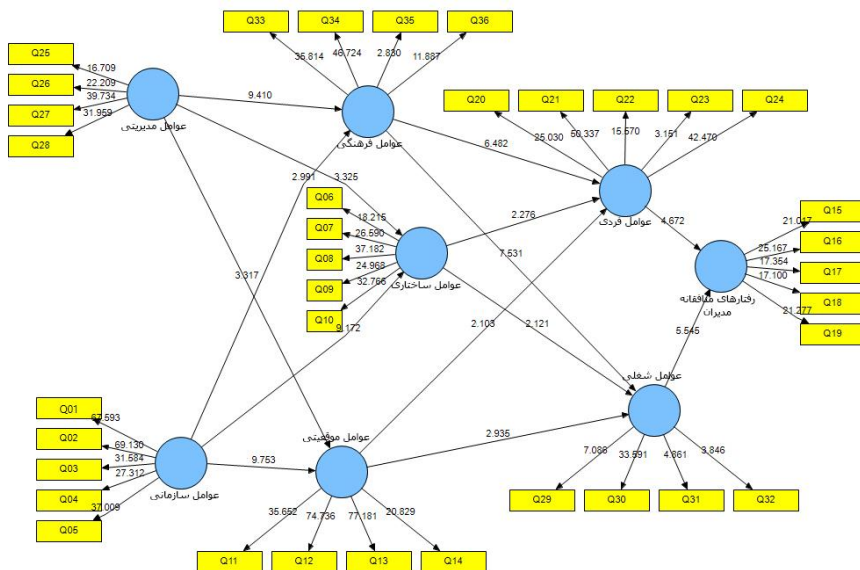 Q33
Q34
Q35
Q36
35.814
46.724
2.830
11.887
Q25
Q26
Q27
Q28
16.709
22.209
39.734
31.959
عوامل مدیریتی
9.410
عوامل فرهنگی
Q20
Q21
Q22
Q23
Q24
25.030
50.337
15.570
3.151
42.470
6.482
عوامل فردی
2.991
3.325
Q06
Q07
Q08
Q09
Q10
18.215
26.590
37.182
24.968
32.766
عوامل ساختاری
2.276
4.672
Q15
Q16
Q17
Q18
Q19
21.017
25.167
17.354
17.100
21.277
رفتارهای منافقانه
مدیران
3.317
7.531
9.172
2.103
2.121
5.545
Q01
Q02
Q03
Q04
Q05
67.593
69.130
31.584
27.312
37.009
عوامل سازمانی
9.753
عوامل موقعیتی
2.935
عوامل شغلی
35.652
74.736
77.181
20.829
Q11
Q12
Q13
Q14
7.086
33.591
4.861
3.846
Q29
Q30
Q31
Q32